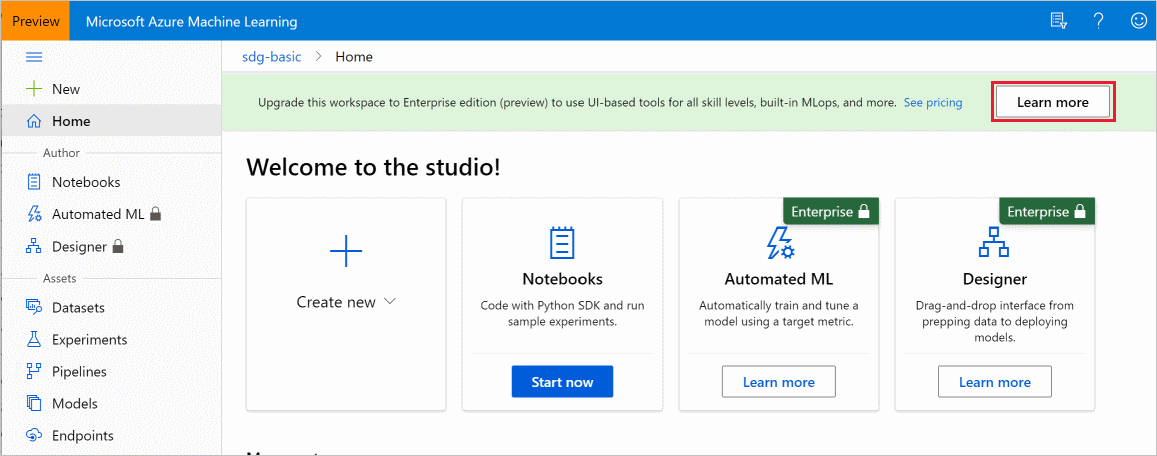 Preview
Microsoft Azure Machine Learning
sdg-basic > Home
New
Home
Author
Notebooks
Automated ML
Designer
Assets
Datasets
Experiments
Pipelines
Models
Endpoints
Upgrade this workspace to Enterprise edition (preview) to use UI-based tools for all skill levels, built-in MLops, and more. See pricing
Learn more
Welcome to the studio!
Create new
Notebooks
Code with Python SDK and run
sample experiments.
Start now
Enterprise
Automated ML
Automatically train and tune a
model using a target metric.
Learn more
Enterprise
Designer
Drag-and-drop interface from
prepping data to deploying
models.
Learn more